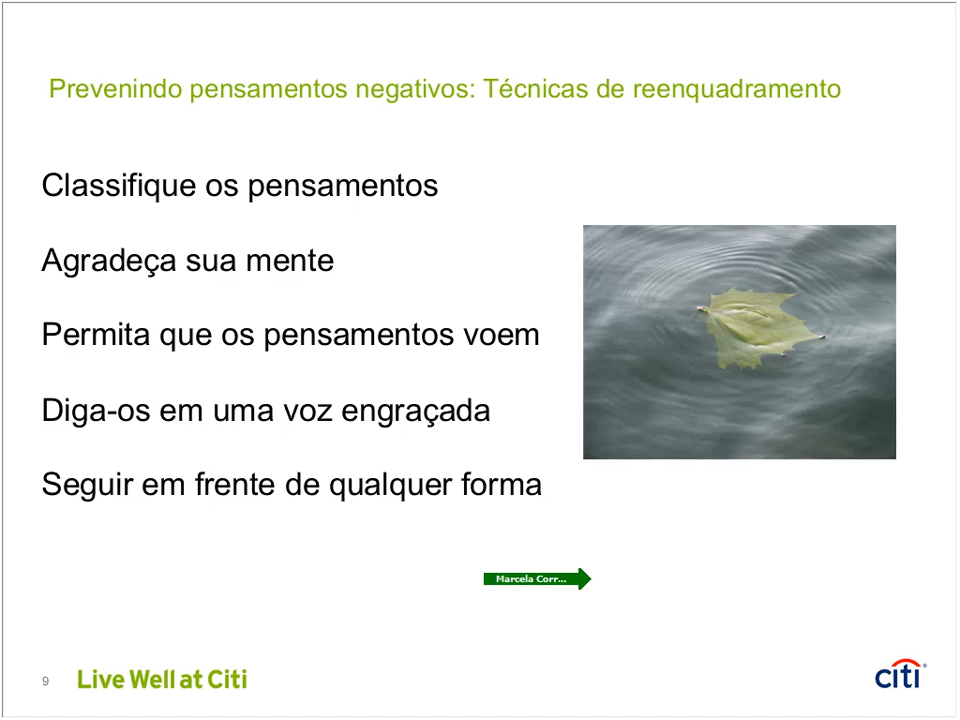 Prevenindo pensamentos negativos: Técnicas de reenquadramento
Classifique os pensamentos
Agradeça sua mente
Permita que os pensamentos voem
Diga-os em uma voz engraçada
Seguir em frente de qualquer forma
Marcela Corr...
9
Live Well at Citi
citi®